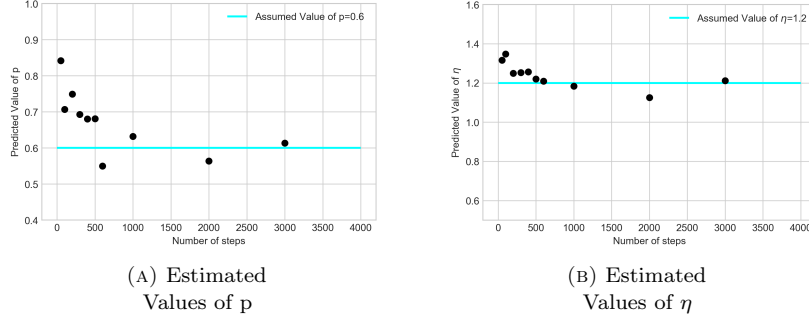 1.0
0.9
0.8
0.7
0.6
0.5
0.4
Predicted Value of p
Assumed Value of p=0.6
0 500 1000 1500 2000 2500 3000 3500 4000
Number of steps
(A) Estimated
Values of p
1.6
1.4
1.2
1.0
0.8
0.6
Predicted Value of η
Assumed Value of η=1.2
0 500 1000 1500 2000 2500 3000 3500 4000
Number of steps
(B) Estimated
Values of η